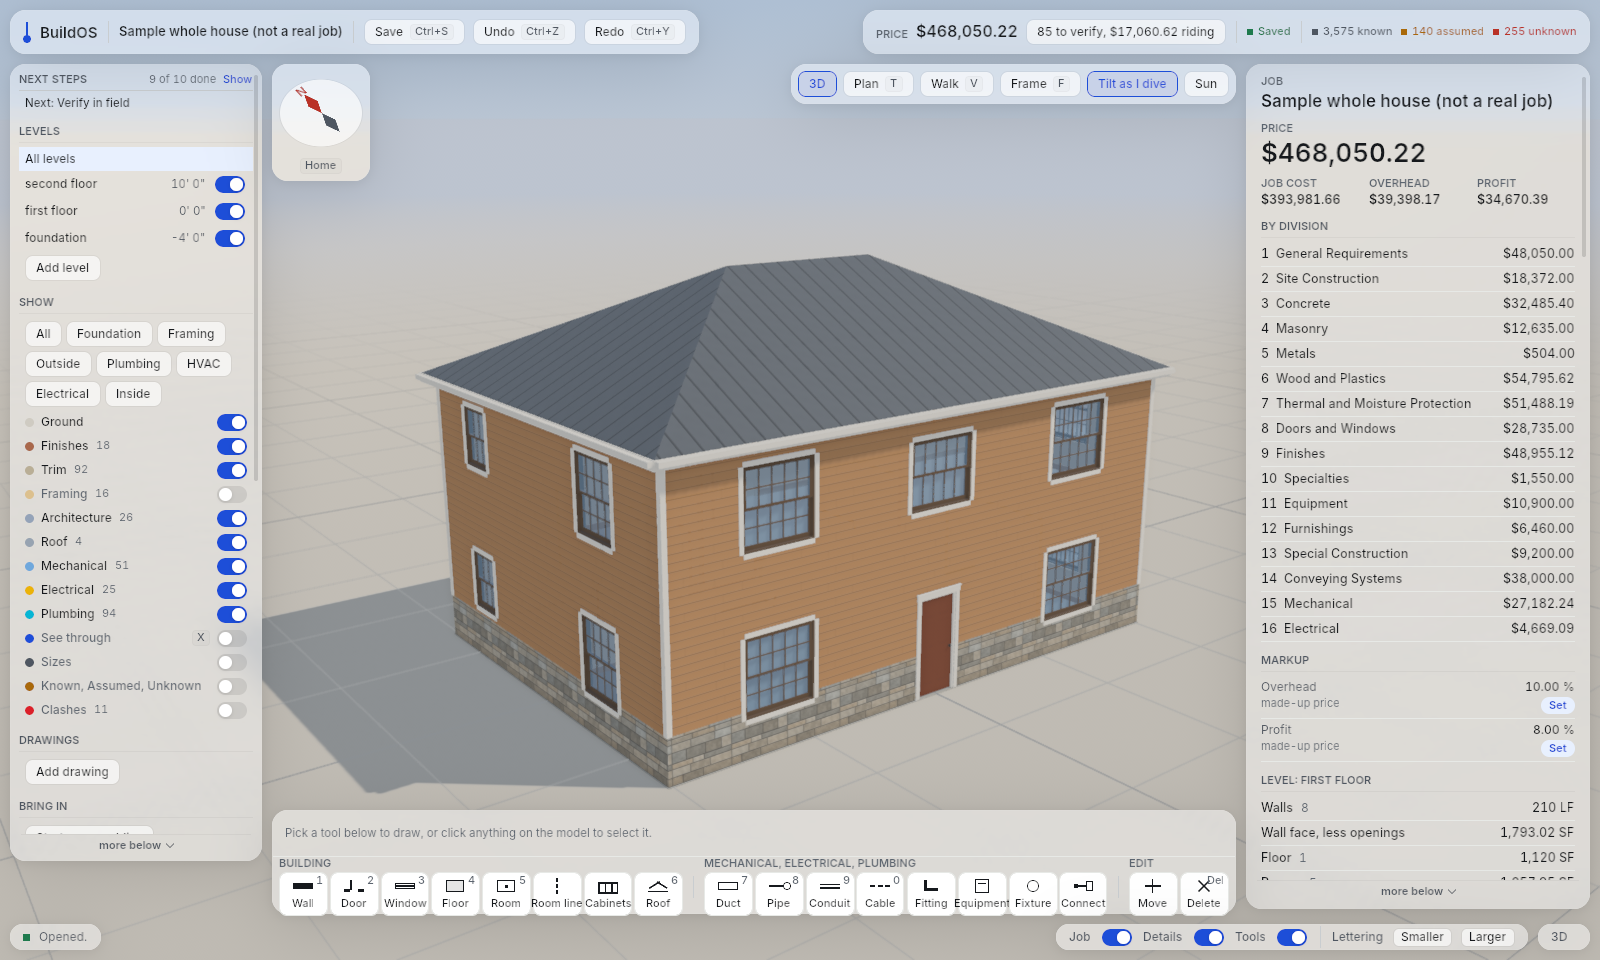 BuildOS
Sample whole house (not a real job)
Save Ctrl+S
Undo Ctrl+Z
Redo Ctrl+Y
PRICE $468,050.22
85 to verify, $17,060.62 riding
Saved
3,575 known
140 assumed
255 unknown
NEXT STEPS 9 of 10 done Show
Next: Verify in field
LEVELS
All levels
second floor 10' 0"
first floor 0' 0"
foundation -4' 0"
Add level
SHOW
All Foundation Framing
Outside Plumbing HVAC
Electrical Inside
Ground
Finishes 18
Trim 92
Framing 16
Architecture 26
Roof 4
Mechanical 51
Electrical 25
Plumbing 94
See through X
Sizes
Known, Assumed, Unknown
Clashes 11
DRAWINGS
Add drawing
BRING IN
more below
N
Home
3D
Plan T
Walk V
Frame F
Tilt as I dive
Sun
JOB
Sample whole house (not a real job)
PRICE
$468,050.22
JOB COST OVERHEAD PROFIT
$393,981.66 $39,398.17 $34,670.39
BY DIVISION
1 General Requirements $48,050.00
2 Site Construction $18,372.00
3 Concrete $32,485.40
4 Masonry $12,635.00
5 Metals $504.00
6 Wood and Plastics $54,795.62
7 Thermal and Moisture Protection $51,488.19
8 Doors and Windows $28,735.00
9 Finishes $48,955.12
10 Specialties $1,550.00
11 Equipment $10,900.00
12 Furnishings $6,460.00
13 Special Construction $9,200.00
14 Conveying Systems $38,000.00
15 Mechanical $27,182.24
16 Electrical $4,669.09
MARKUP
Overhead 10.00 %
made-up price Set
Profit 8.00 %
made-up price Set
LEVEL: FIRST FLOOR
Walls 8 210 LF
Wall face, less openings 1,793.02 SF
Floor 1 1,120 SF
more below
Pick a tool below to draw, or click anything on the model to select it.
BUILDING
Wall 1
Door 2
Window 3
Floor 4
Room 5
Room line
Cabinets
Roof 6
MECHANICAL, ELECTRICAL, PLUMBING
Duct 7
Pipe 8
Conduit 9
Cable 0
Fitting
Equipment
Fixture
Connect
EDIT
Move
Delete Del
Opened.
Job Details Tools Lettering Smaller Larger 3D